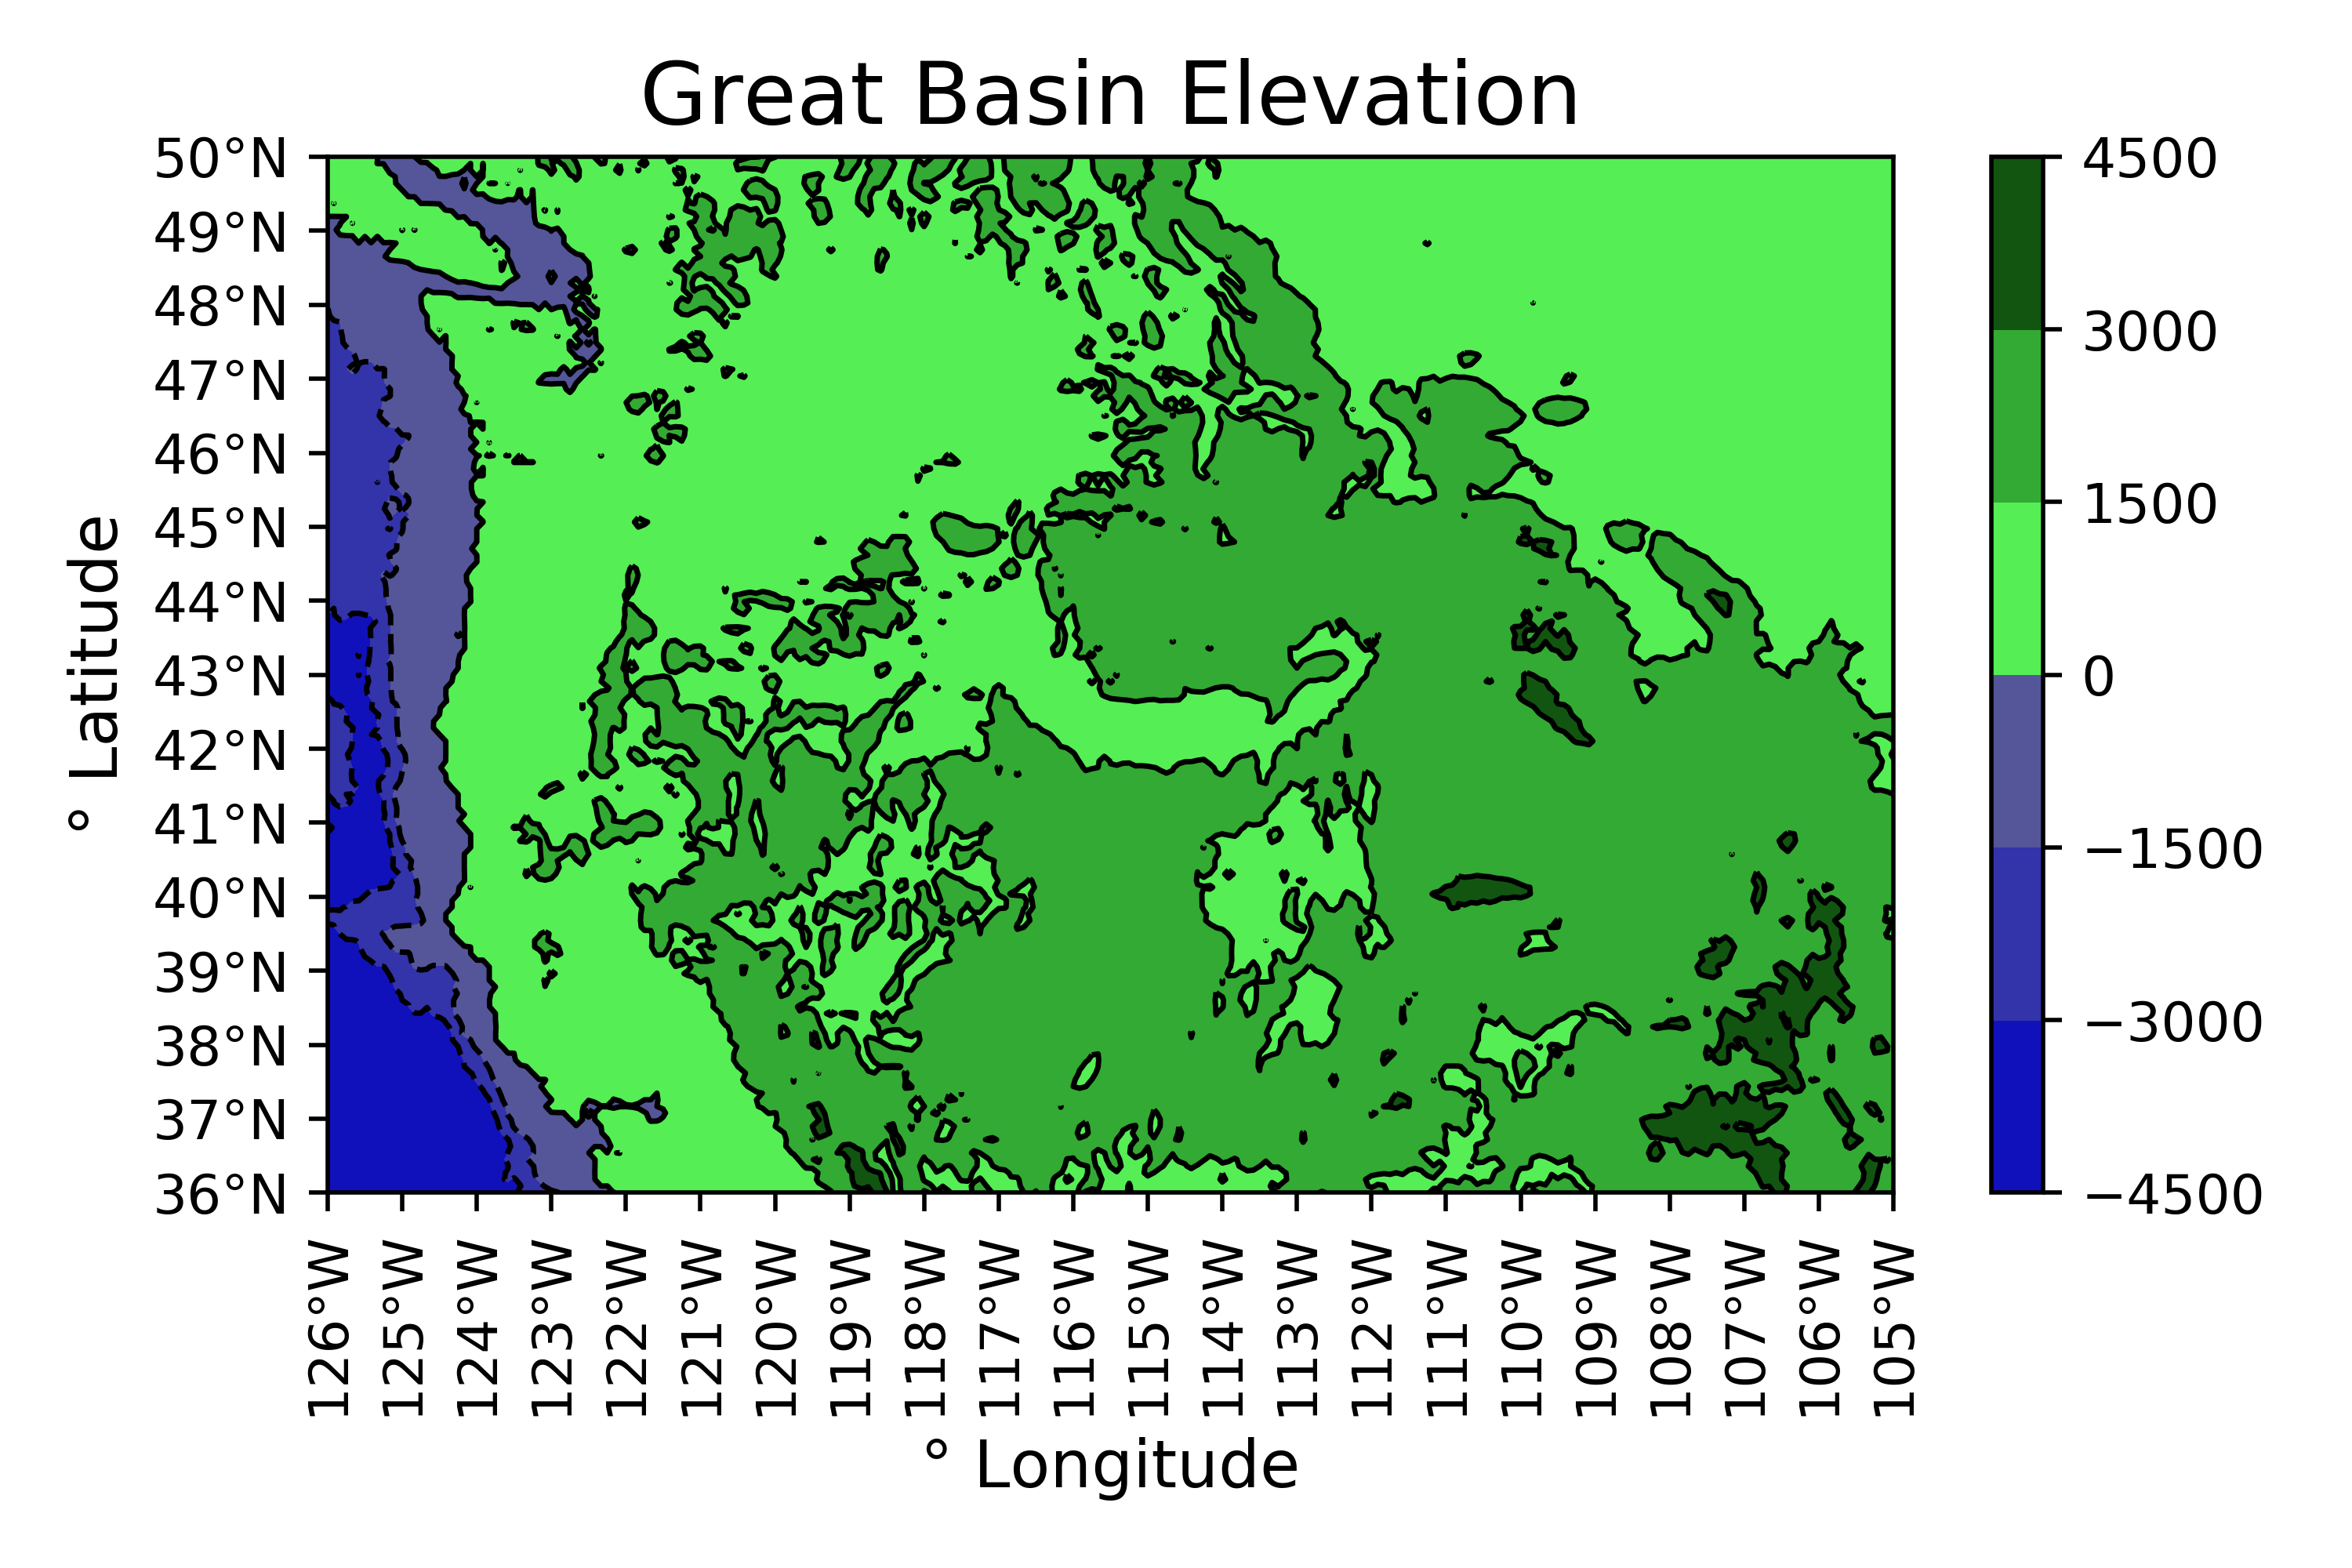 Great Basin Elevation
50°N
49°N
48°N
47°N
46°N
45°N
44°N
43°N
42°N
41°N
40°N
39°N
38°N
37°N
36°N
° Latitude
126°W
125°W
124°W
123°W
122°W
121°W
120°W
119°W
118°W
117°W
116°W
115°W
114°W
113°W
112°W
111°W
110°W
109°W
108°W
107°W
106°W
105°W
° Longitude
4500
3000
1500
0
−1500
−3000
−4500